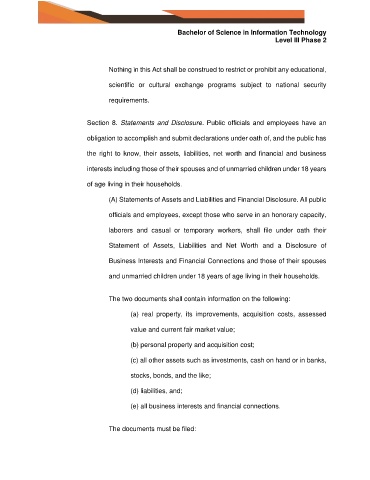 Bachelor of Science in Information Technology
Level III Phase 2
Nothing in this Act shall be construed to restrict or prohibit any educational,
scientific or cultural exchange programs subject to national security
requirements.
Section 8. Statements and Disclosure. Public officials and employees have an
obligation to accomplish and submit declarations under oath of, and the public has
the right to know, their assets, liabilities, net worth and financial and business
interests including those of their spouses and of unmarried children under 18 years
of age living in their households.
(A) Statements of Assets and Liabilities and Financial Disclosure. All public
officials and employees, except those who serve in an honorary capacity,
laborers and casual or temporary workers, shall file under oath their
Statement of Assets, Liabilities and Net Worth and a Disclosure of
Business Interests and Financial Connections and those of their spouses
and unmarried children under 18 years of age living in their households.
The two documents shall contain information on the following:
(a) real property, its improvements, acquisition costs, assessed
value and current fair market value;
(b) personal property and acquisition cost;
(c) all other assets such as investments, cash on hand or in banks,
stocks, bonds, and the like;
(d) liabilities, and;
(e) all business interests and financial connections.
The documents must be filed: